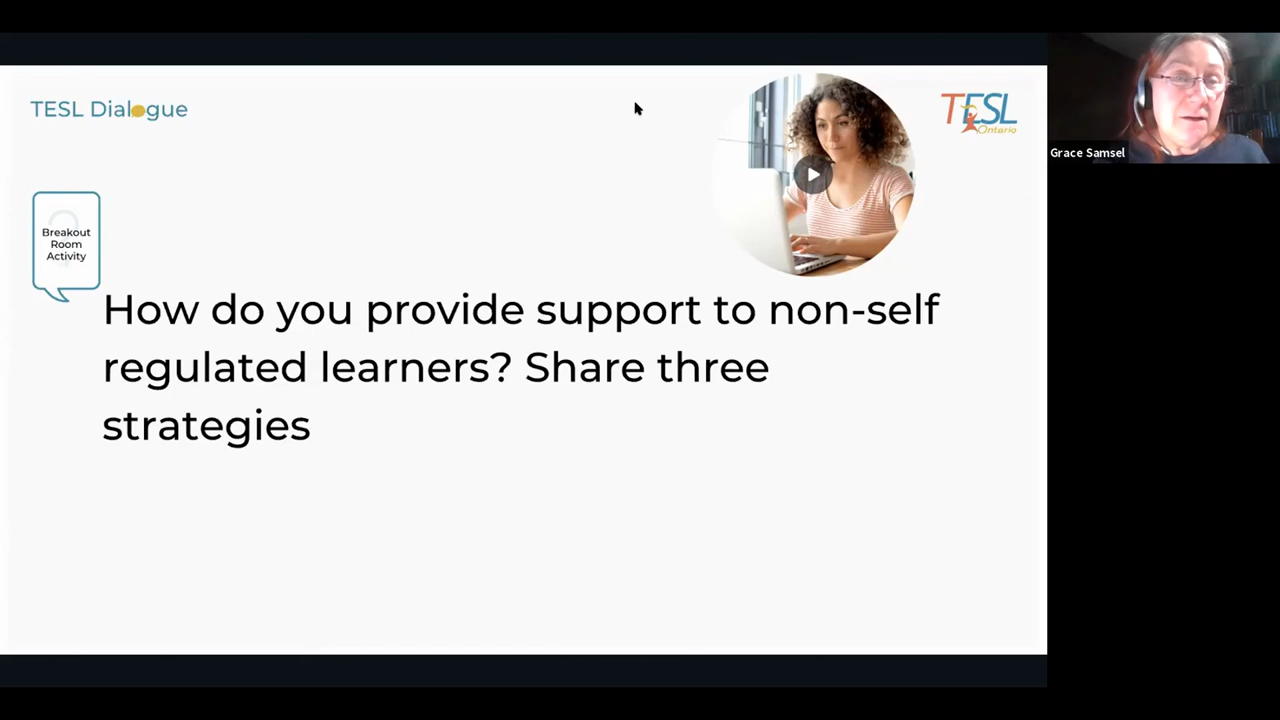 TESL Dialogue
TESL
Ontario
Grace Samsel
Breakout
Room
Activity
How do you provide support to non-self
regulated learners? Share three
strategies